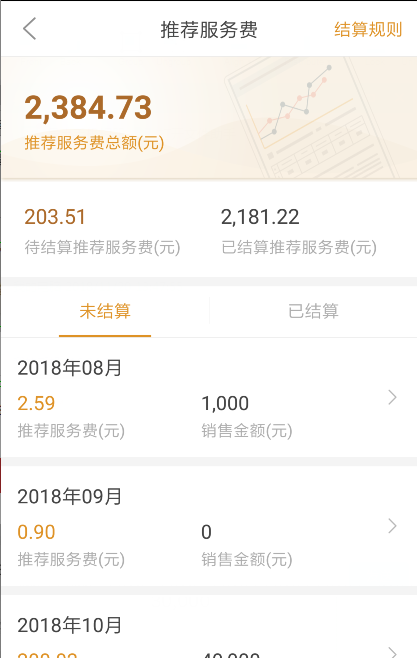 推荐服务费 结算规则
2,384.73
推荐服务费总额(元)
203.51 2,181.22
待结算推荐服务费(元) 已结算推荐服务费(元)
未结算 已结算
2018年08月
2.59 1,000
推荐服务费(元) 销售金额(元)
2018年09月
0.90 0
推荐服务费(元) 销售金额(元)
2018年10月